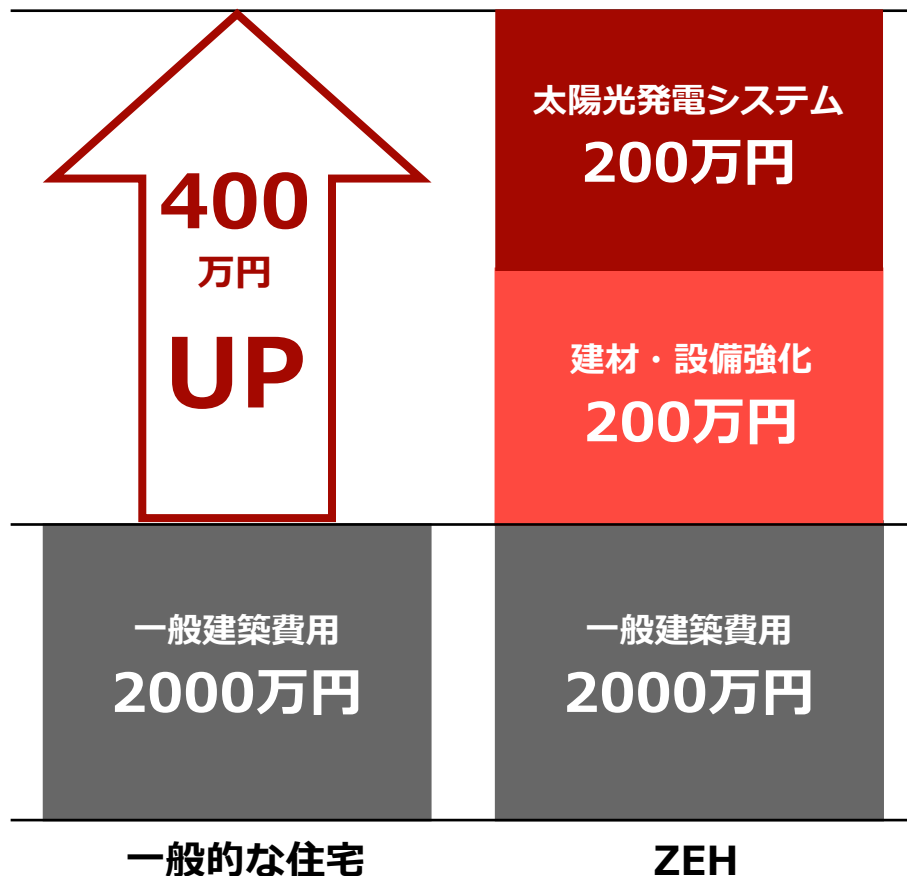 400
万円
UP
太陽光発電システム
200万円
建材・設備強化
200万円
一般建築費用
2000万円
一般建築費用
2000万円
一般的な住宅
ZEH